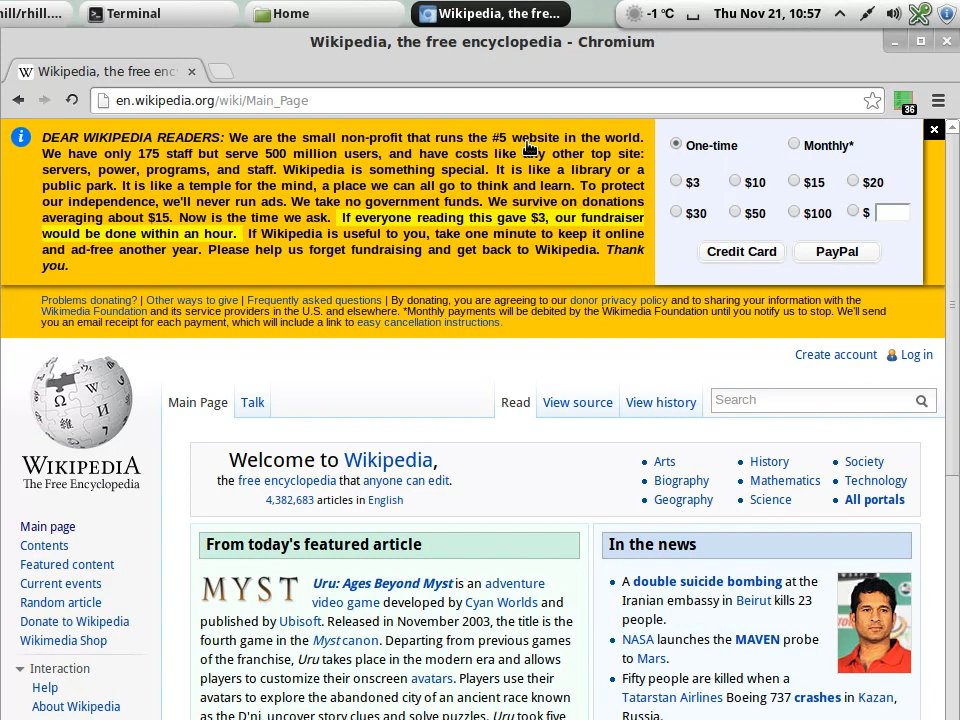 hill/rhill....
Terminal
Home
Wikipedia, the fre...
-1 °C
Thu Nov 21, 10:57
Wikipedia, the free encyclopedia - Chromium
W Wikipedia, the free enc
en.wikipedia.org/wiki/Main_Page
36
DEAR WIKIPEDIA READERS: We are the small non-profit that runs the #5 website in the world.
We have only 175 staff but serve 500 million users, and have costs like any other top site:
servers, power, programs, and staff. Wikipedia is something special. It is like a library or a
public park. It is like a temple for the mind, a place we can all go to think and learn. To protect
our independence, we'll never run ads. We take no government funds. We survive on donations
averaging about $15. Now is the time we ask. If everyone reading this gave $3, our fundraiser
would be done within an hour. If Wikipedia is useful to you, take one minute to keep it online
and ad-free another year. Please help us forget fundraising and get back to Wikipedia. Thank
you.
One-time Monthly*
$3 $10 $15 $20
$30 $50 $100 $
Credit Card PayPal
Problems donating? | Other ways to give | Frequently asked questions | By donating, you are agreeing to our donor privacy policy and to sharing your information with the
Wikimedia Foundation and its service providers in the U.S. and elsewhere. *Monthly payments will be debited by the Wikimedia Foundation until you notify us to stop. We'll send
you an email receipt for each payment, which will include a link to easy cancellation instructions.
Create account Log in
Main Page Talk Read View source View history Search
WIKIPEDIA
The Free Encyclopedia
Main page
Contents
Featured content
Current events
Random article
Donate to Wikipedia
Wikimedia Shop
Interaction
Help
About Wikipedia
Welcome to Wikipedia,
the free encyclopedia that anyone can edit.
4,382,683 articles in English
Arts History Society
Biography Mathematics Technology
Geography Science All portals
From today's featured article
MYST
Uru: Ages Beyond Myst is an adventure
video game developed by Cyan Worlds and
published by Ubisoft. Released in November 2003, the title is the
fourth game in the Myst canon. Departing from previous games
of the franchise, Uru takes place in the modern era and allows
players to customize their onscreen avatars. Players use their
avatars to explore the abandoned city of an ancient race known
as the D'ni, uncover story clues and solve puzzles. Uru took five
In the news
A double suicide bombing at the
Iranian embassy in Beirut kills 23
people.
NASA launches the MAVEN probe
to Mars.
Fifty people are killed when a
Tatarstan Airlines Boeing 737 crashes in Kazan,
Russia.